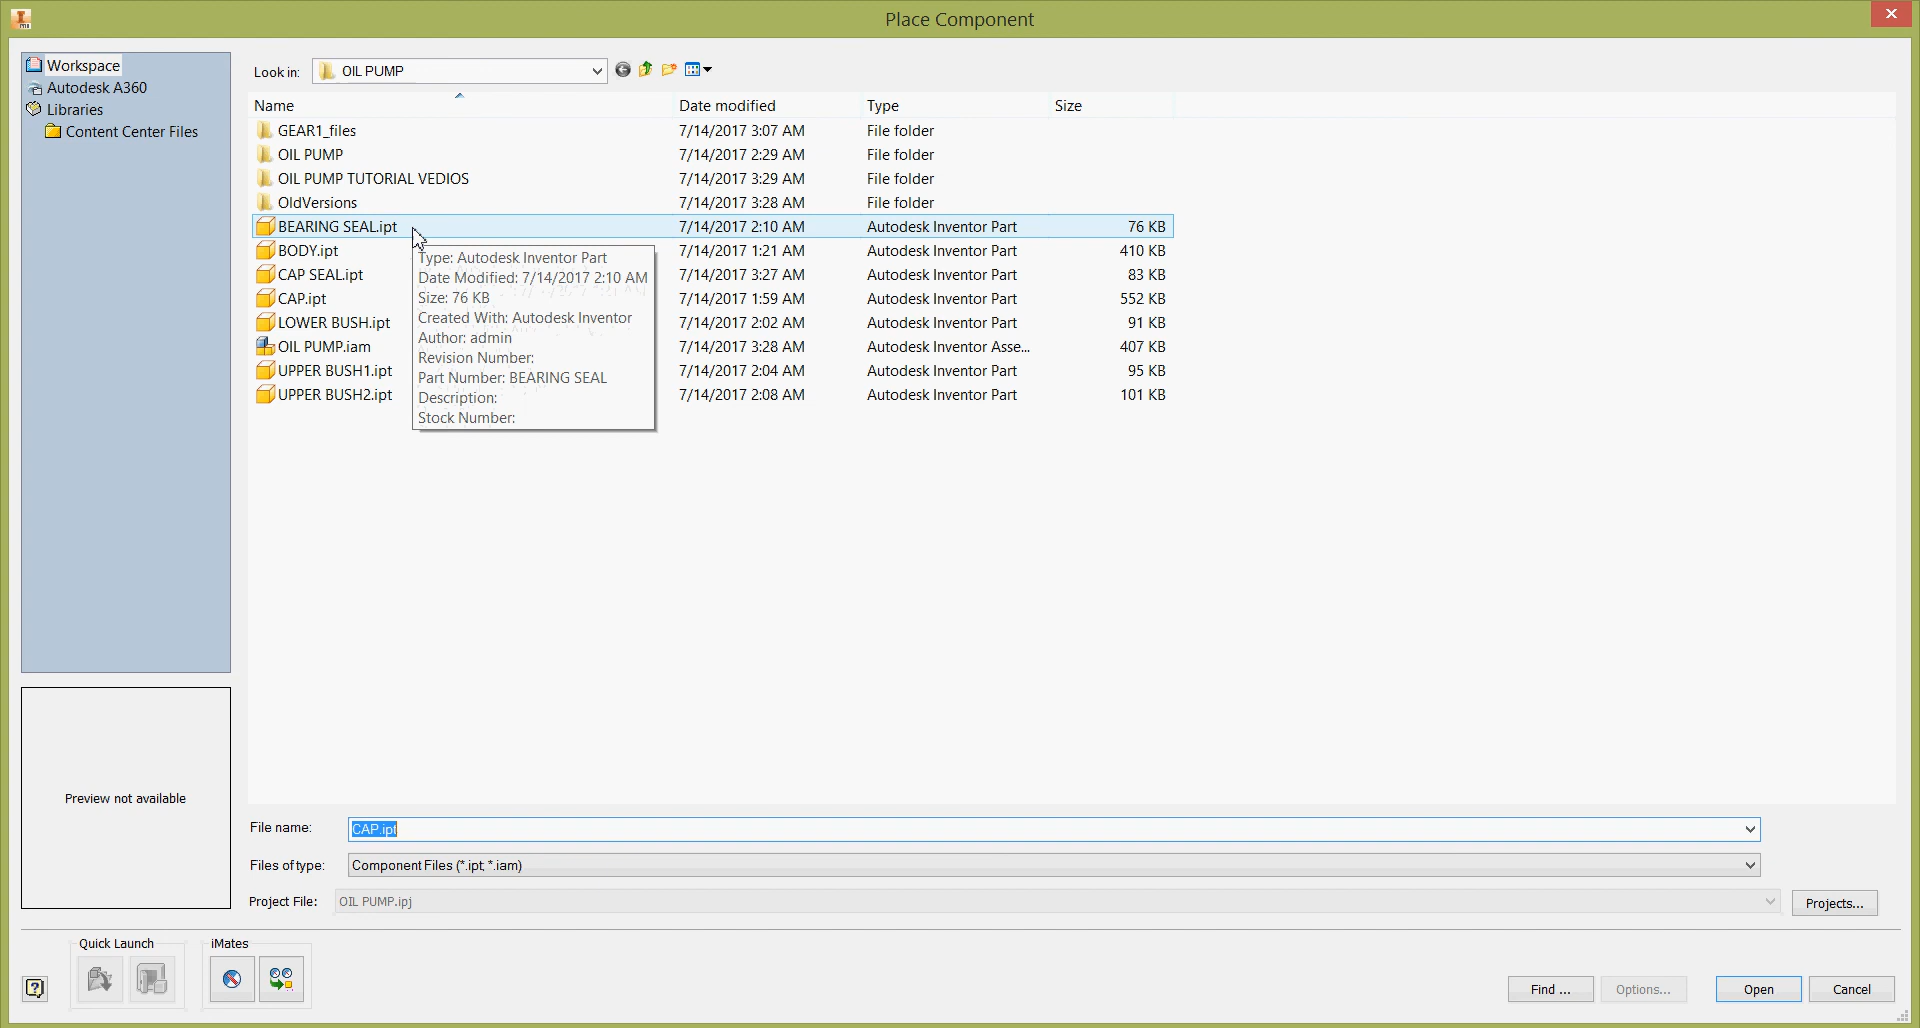 Place Component
Workspace
Autodesk A360
Libraries
Content Center Files
Look in: OIL PUMP
Name Date modified Type Size
GEAR1_files 7/14/2017 3:07 AM File folder
OIL PUMP 7/14/2017 2:29 AM File folder
OIL PUMP TUTORIAL VEDIOS 7/14/2017 3:29 AM File folder
OldVersions 7/14/2017 3:28 AM File folder
BEARING SEAL.ipt 7/14/2017 2:10 AM Autodesk Inventor Part 76 KB
BODY.ipt 7/14/2017 1:21 AM Autodesk Inventor Part 410 KB
CAP SEAL.ipt 7/14/2017 3:27 AM Autodesk Inventor Part 83 KB
CAP.ipt 7/14/2017 1:59 AM Autodesk Inventor Part 552 KB
LOWER BUSH.ipt 7/14/2017 2:02 AM Autodesk Inventor Part 91 KB
OIL PUMP.iam 7/14/2017 3:28 AM Autodesk Inventor Asse... 407 KB
UPPER BUSH1.ipt 7/14/2017 2:04 AM Autodesk Inventor Part 95 KB
UPPER BUSH2.ipt 7/14/2017 2:08 AM Autodesk Inventor Part 101 KB
Type: Autodesk Inventor Part
Date Modified: 7/14/2017 2:10 AM
Size: 76 KB
Created With: Autodesk Inventor
Author: admin
Revision Number:
Part Number: BEARING SEAL
Description:
Stock Number:
Preview not available
File name: CAP.ipt
Files of type: Component Files (*.ipt; *.iam)
Project File: OIL PUMP.ipj Projects...
Quick Launch iMates
Find ... Options... Open Cancel